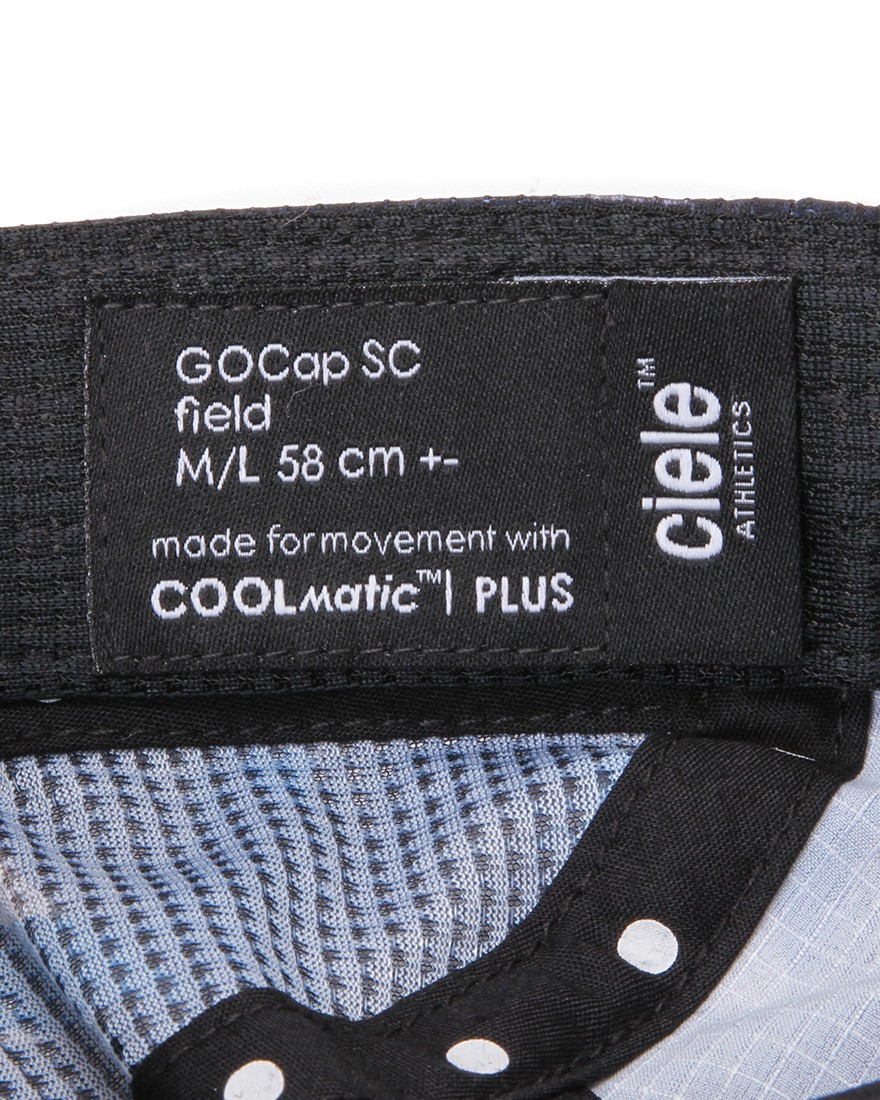 GOCap SC
field
M/L 58 cm +-
made for movement with
COOLmatic™| PLUS
ciele™
ATHLETICS